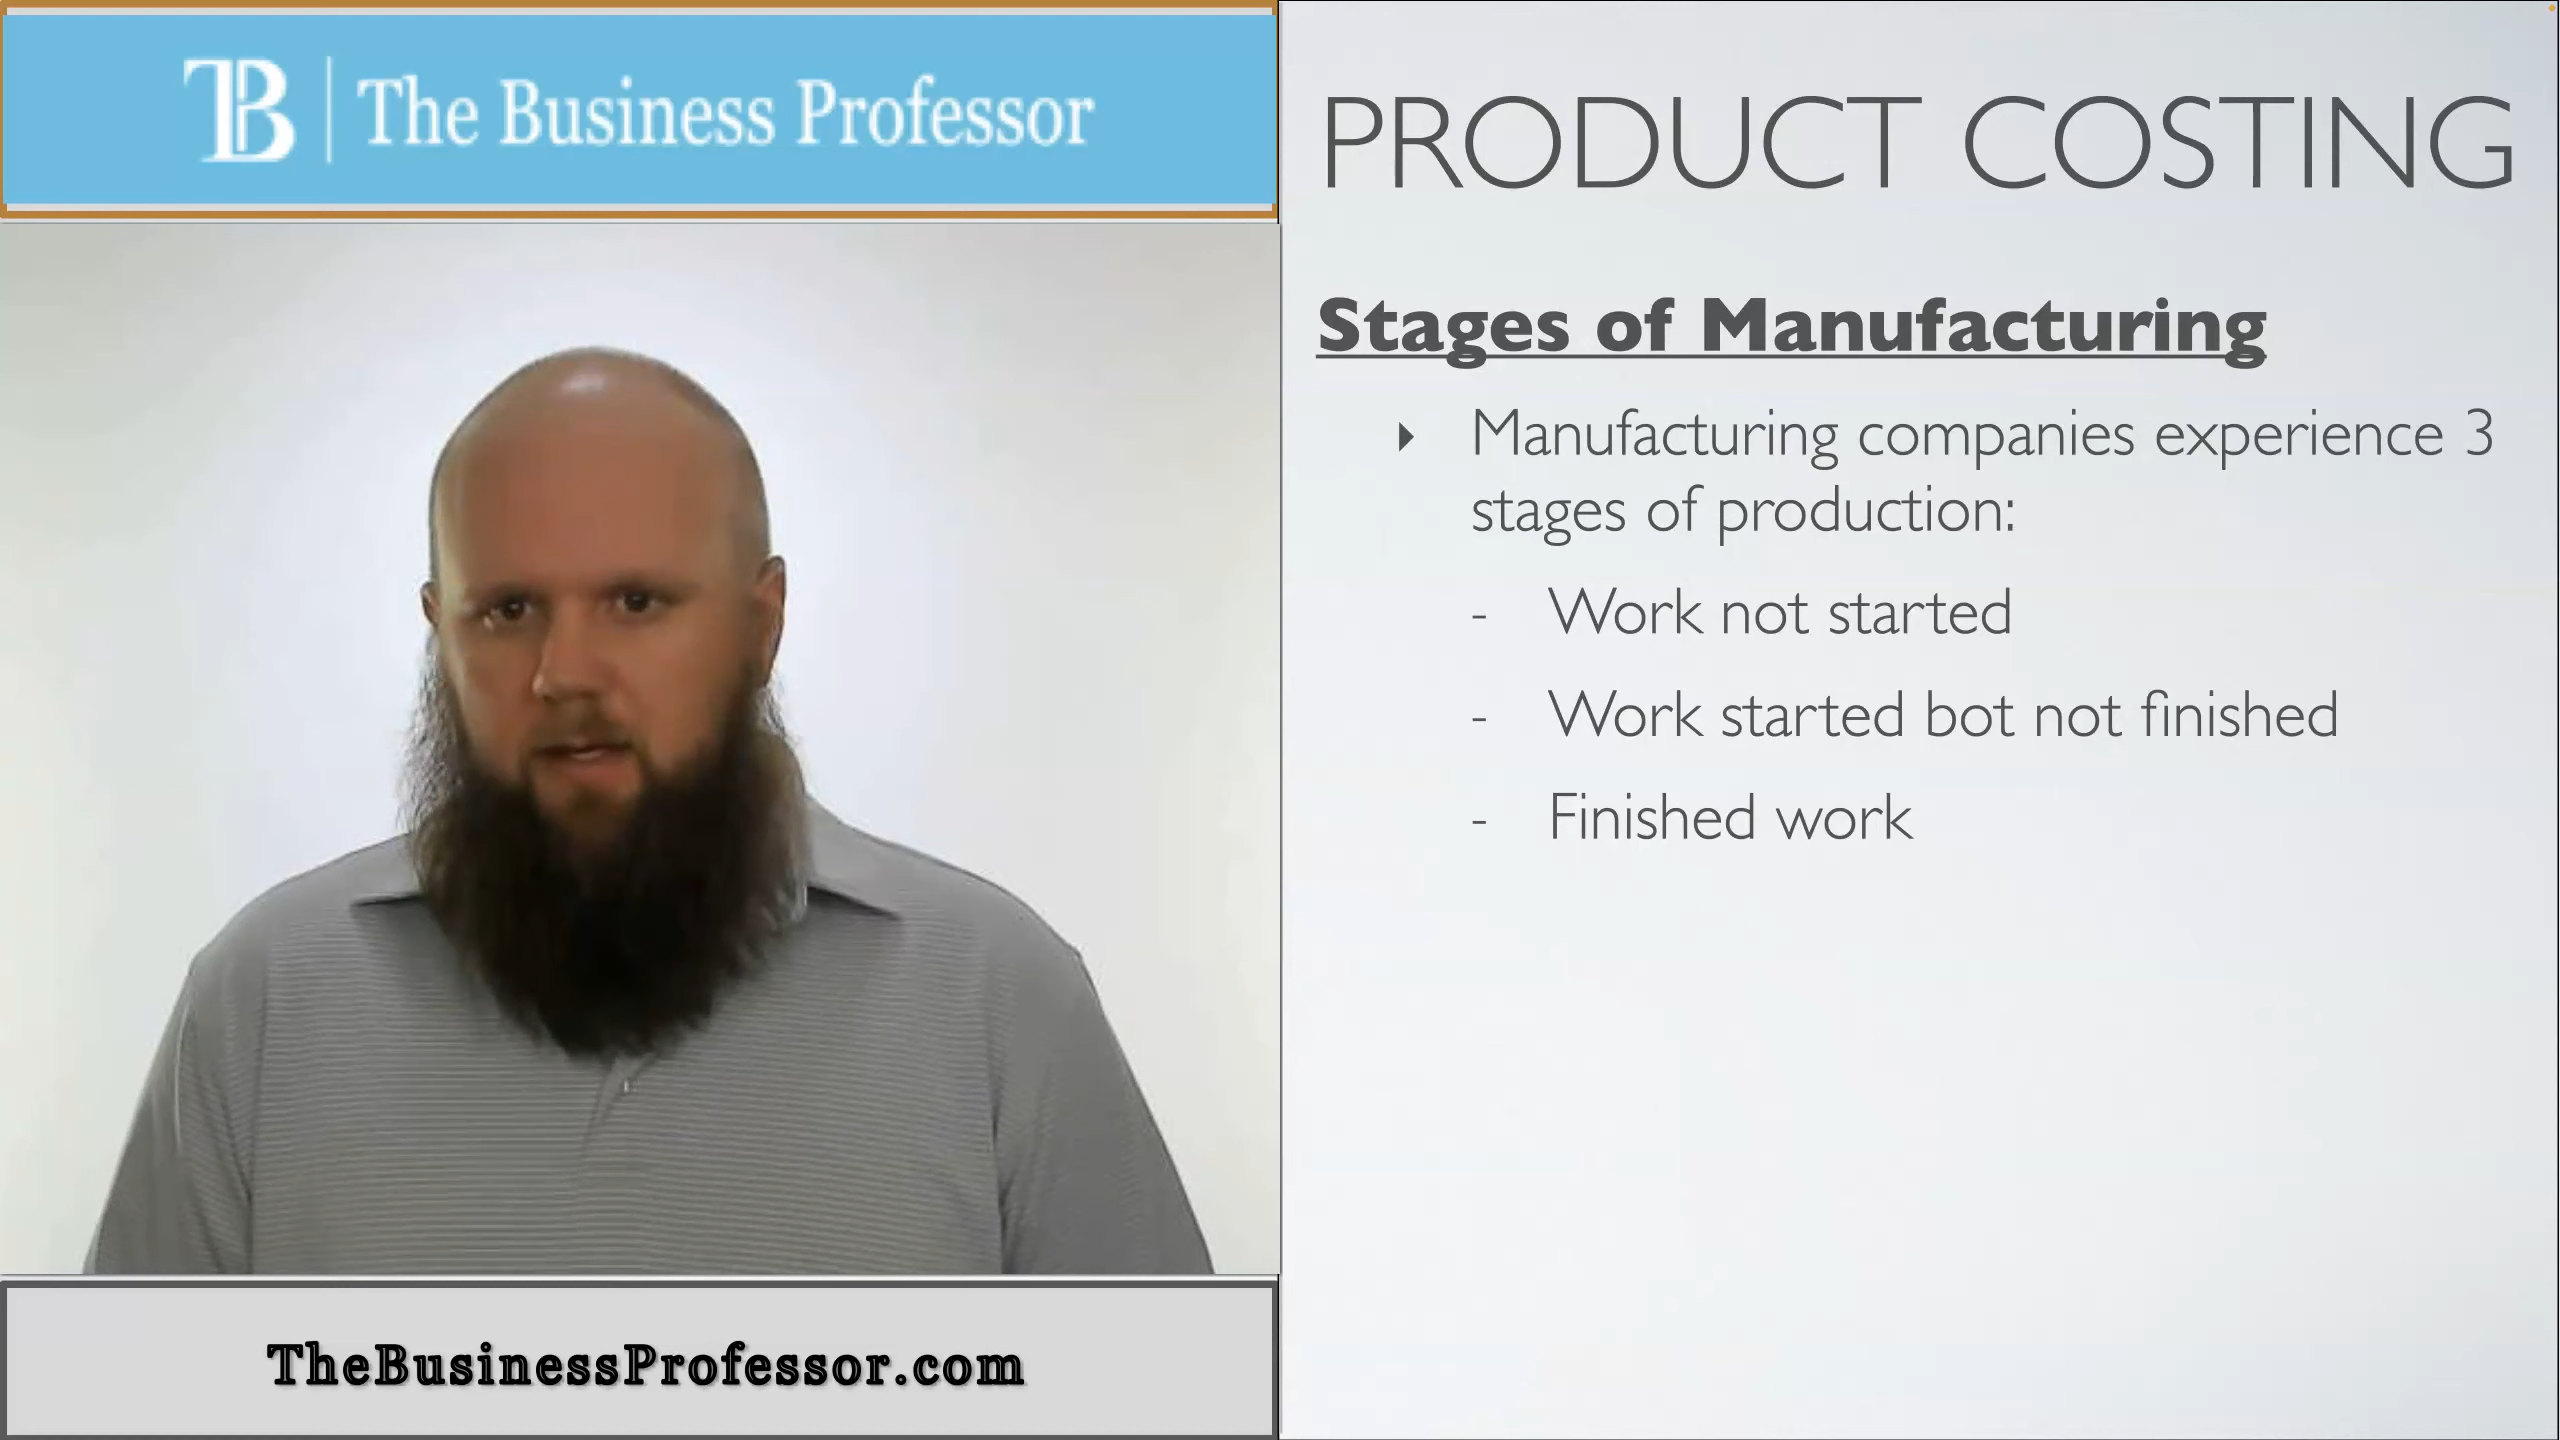 TB | The Business Professor
PRODUCT COSTING
Stages of Manufacturing
‣ Manufacturing companies experience 3
stages of production:
- Work not started
- Work started bot not finished
- Finished work
TheBusinessProfessor.com